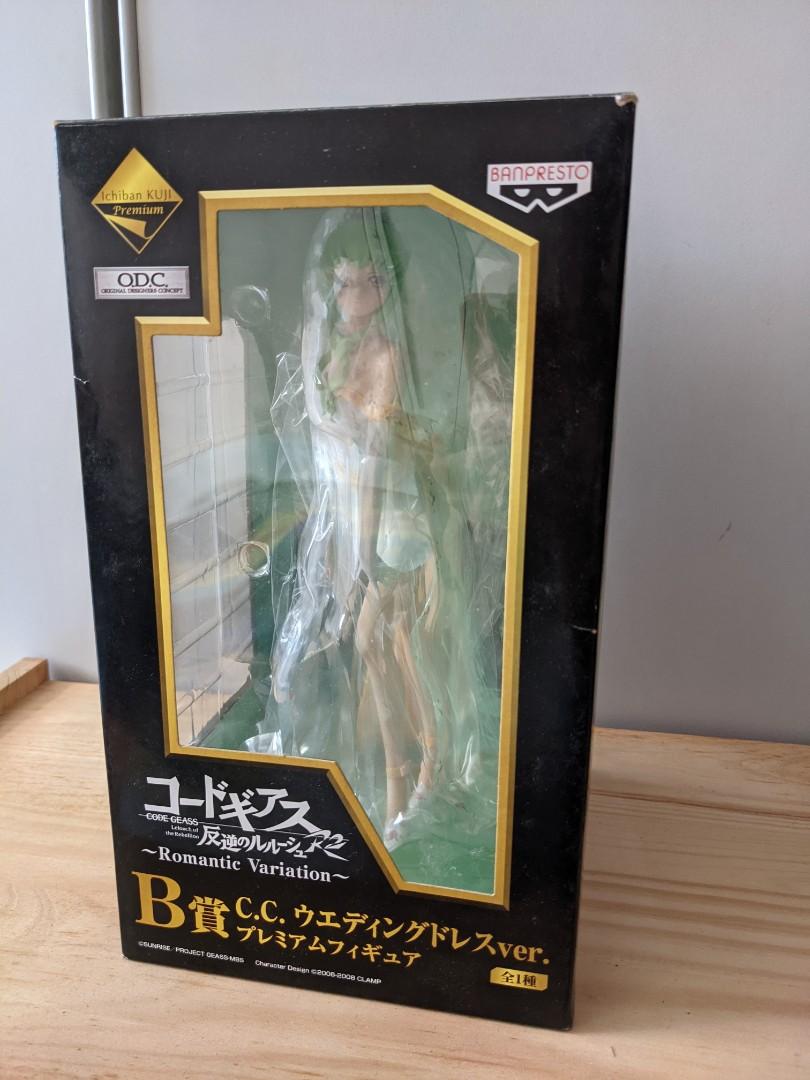 Ichiban KUJI
Premium
BANPRESTO
O.D.C.
ORIGINAL DESIGNERS CONCEPT
コードギアス
CODE GEASS
Lelouch of
the Rebellion
反逆のルルーシュR2
～Romantic Variation～
B賞 C.C. ウエディングドレスver.
プレミアムフィギュア
全1種
©SUNRISE/PROJECT GEASS・MBS Character Design ©2006-2008 CLAMP